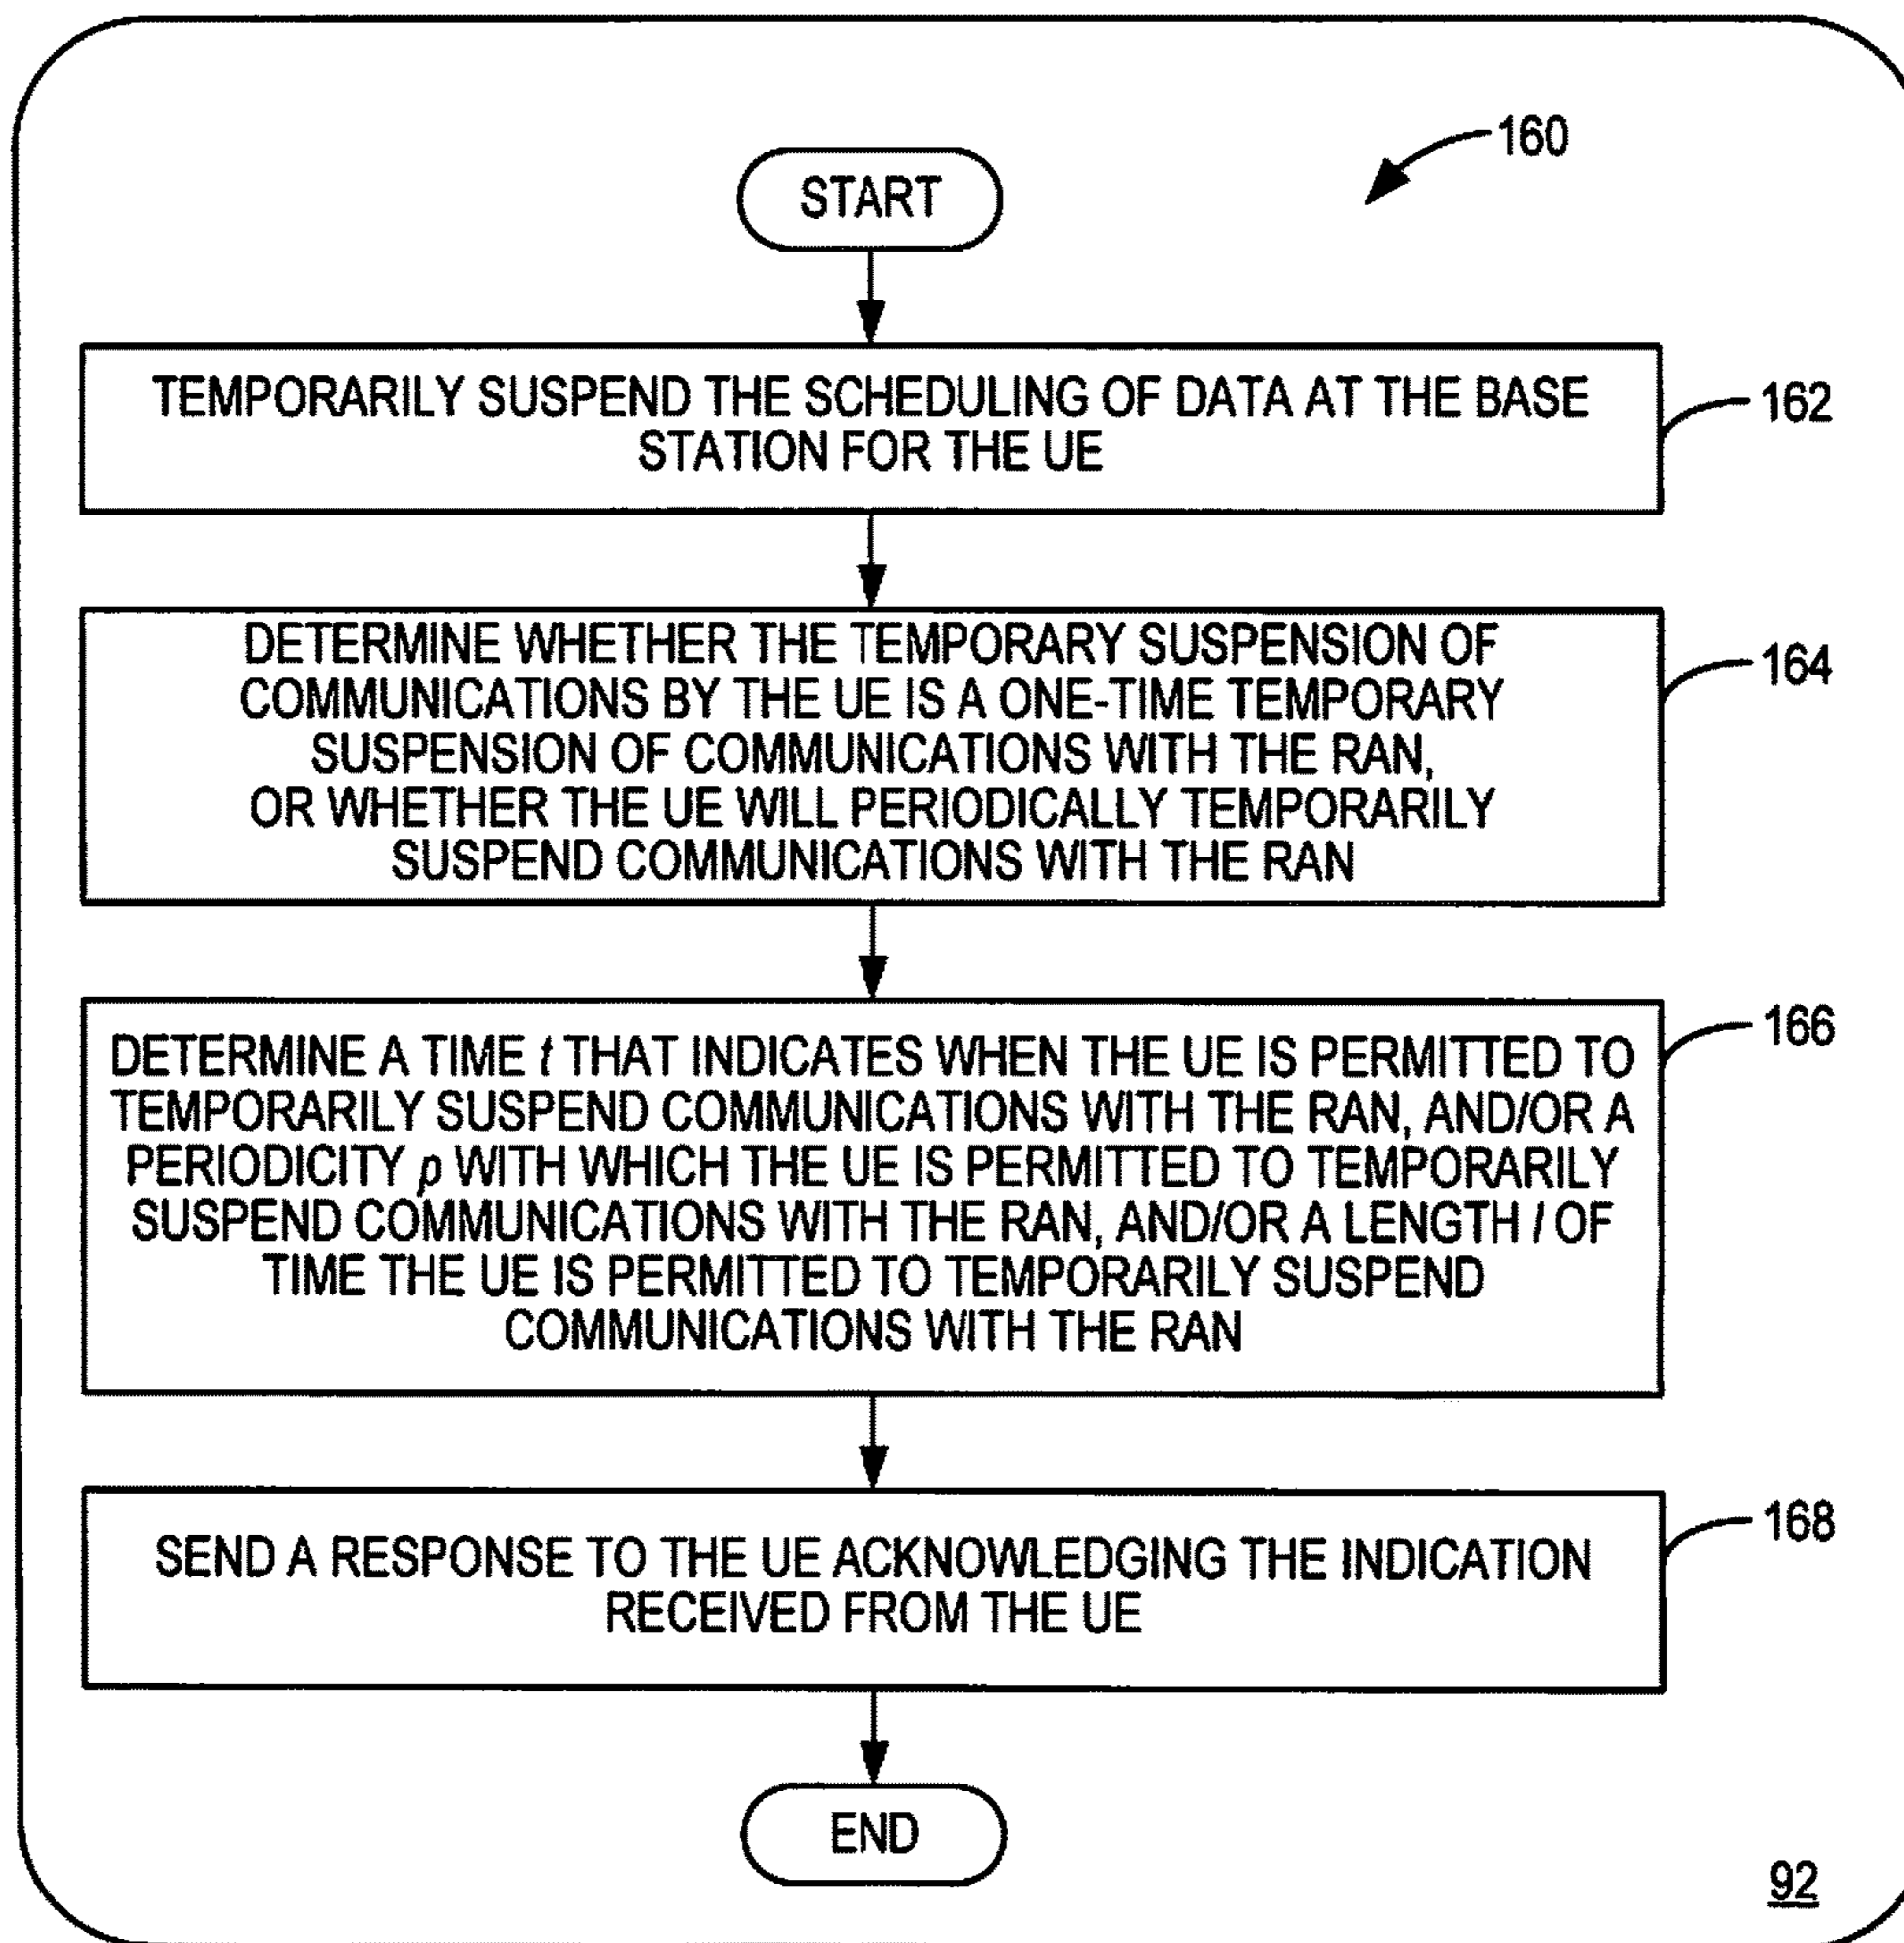 160
START
TEMPORARILY SUSPEND THE SCHEDULING OF DATA AT THE BASE
STATION FOR THE UE
162
DETERMINE WHETHER THE TEMPORARY SUSPENSION OF
COMMUNICATIONS BY THE UE IS A ONE-TIME TEMPORARY
SUSPENSION OF COMMUNICATIONS WITH THE RAN,
OR WHETHER THE UE WILL PERIODICALLY TEMPORARILY
SUSPEND COMMUNICATIONS WITH THE RAN
164
DETERMINE A TIME t THAT INDICATES WHEN THE UE IS PERMITTED TO
TEMPORARILY SUSPEND COMMUNICATIONS WITH THE RAN, AND/OR A
PERIODICITY p WITH WHICH THE UE IS PERMITTED TO TEMPORARILY
SUSPEND COMMUNICATIONS WITH THE RAN, AND/OR A LENGTH l OF
TIME THE UE IS PERMITTED TO TEMPORARILY SUSPEND
COMMUNICATIONS WITH THE RAN
166
SEND A RESPONSE TO THE UE ACKNOWLEDGING THE INDICATION
RECEIVED FROM THE UE
168
END
92